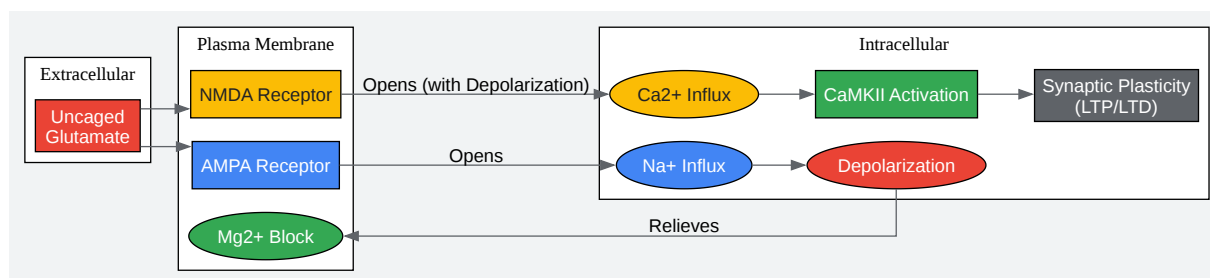 Extracellular
Uncaged
Glutamate
Plasma Membrane
NMDA Receptor
AMPA Receptor
Mg2+ Block
Opens (with Depolarization)
Opens
Relieves
Intracellular
Ca2+ Influx
CaMKII Activation
Synaptic Plasticity
(LTP/LTD)
Na+ Influx
Depolarization